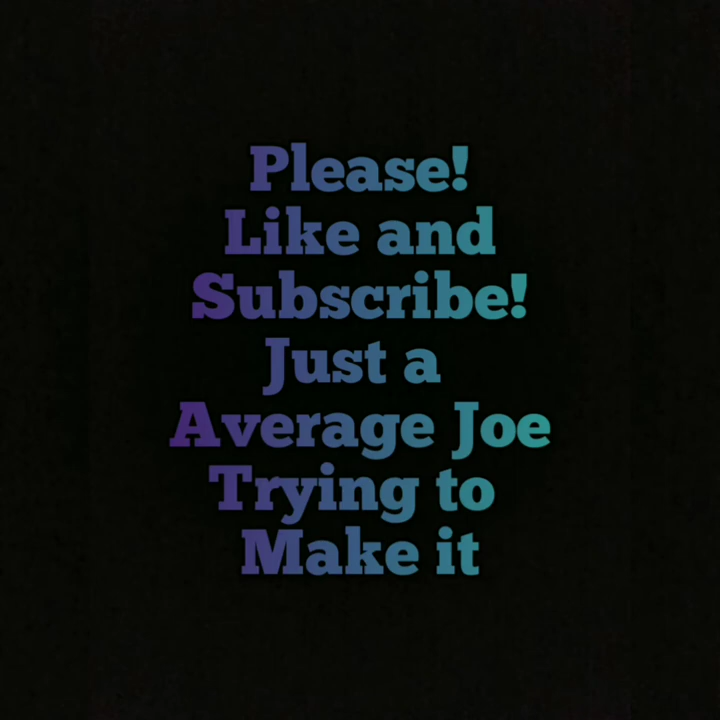 Please!
Like and
Subscribe!
Just a
Average Joe
Trying to
Make it